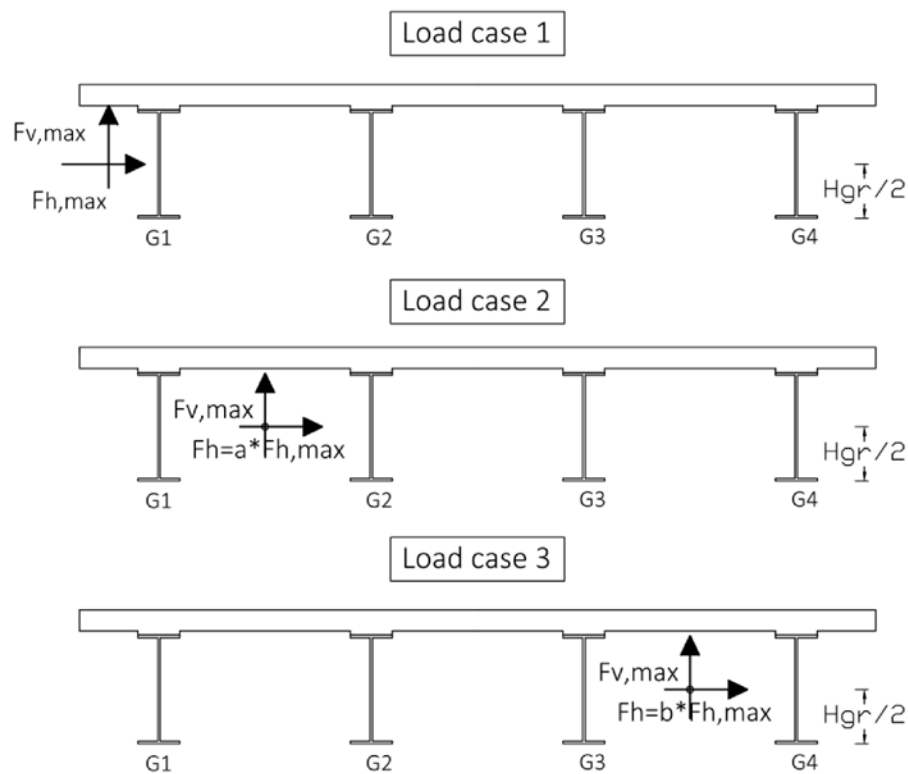 Load case 1
Fv,max
Fh,max
Hgr/2
G1 G2 G3 G4
Load case 2
Fv,max
Fh=a*Fh,max
Hgr/2
G1 G2 G3 G4
Load case 3
Fv,max
Fh=b*Fh,max
Hgr/2
G1 G2 G3 G4